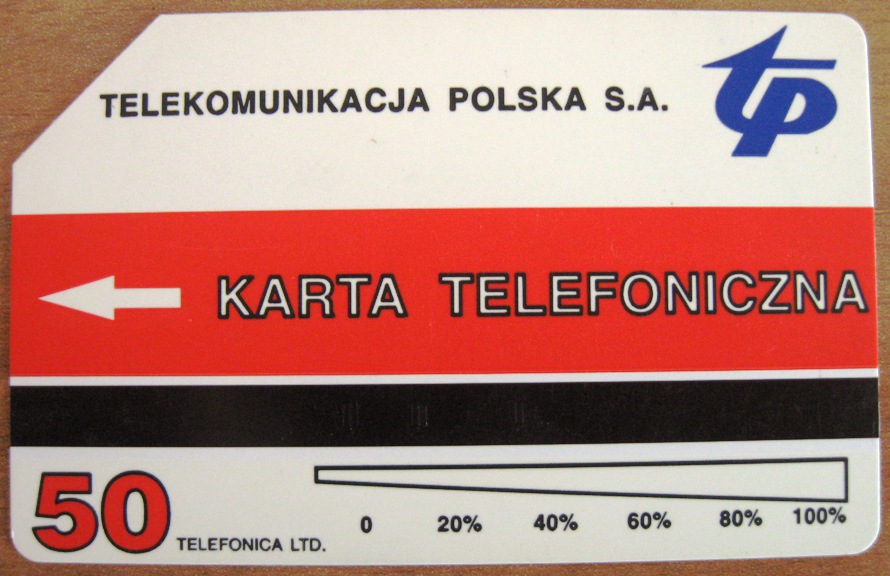 TELEKOMUNIKACJA POLSKA S.A.
tp
KARTA TELEFONICZNA
50 TELEFONICA LTD.
0 20% 40% 60% 80% 100%